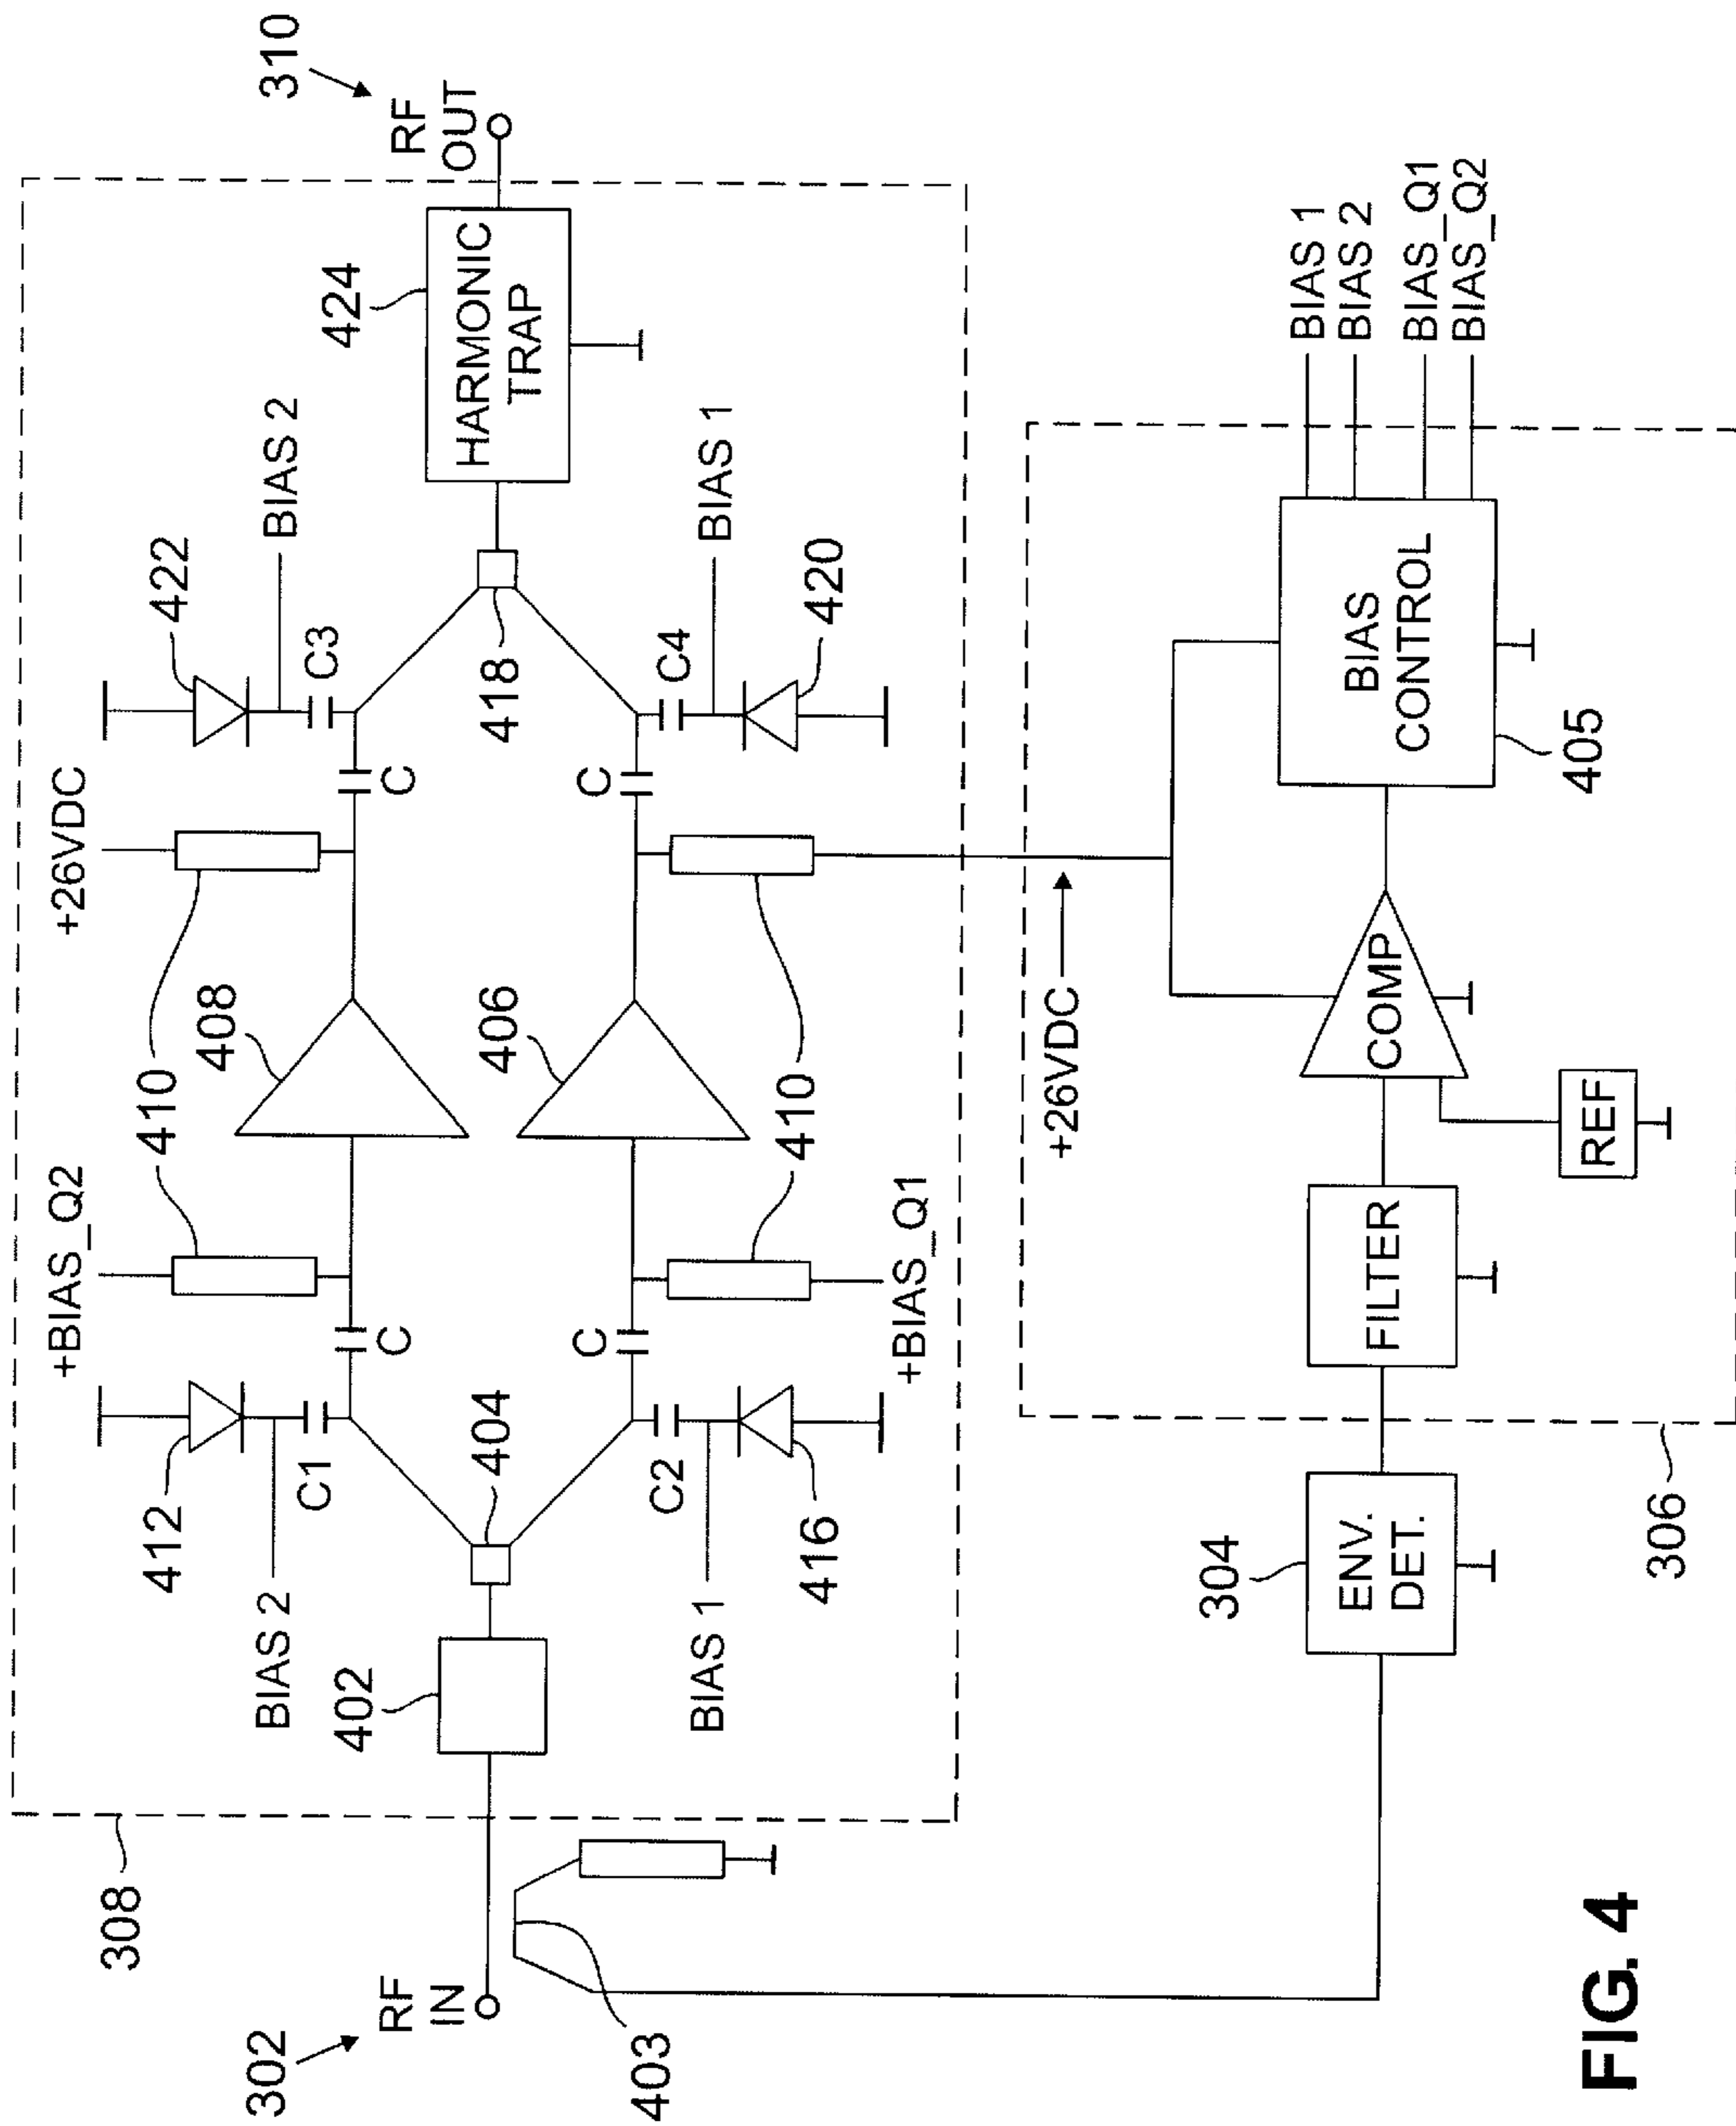 308
302
RF
IN
403
402
404
412
BIAS 2
C1
C2
BIAS 1
416
+BIAS_Q2
C
C
+BIAS_Q1
410
408
406
410
+26VDC
C
C
422
BIAS 2
C3
C4
BIAS 1
420
418
424
HARMONIC
TRAP
RF
OUT
310
+26VDC
304
ENV.
DET.
306
FILTER
REF
COMP
BIAS
CONTROL
405
BIAS 1
BIAS 2
BIAS_Q1
BIAS_Q2
FIG. 4